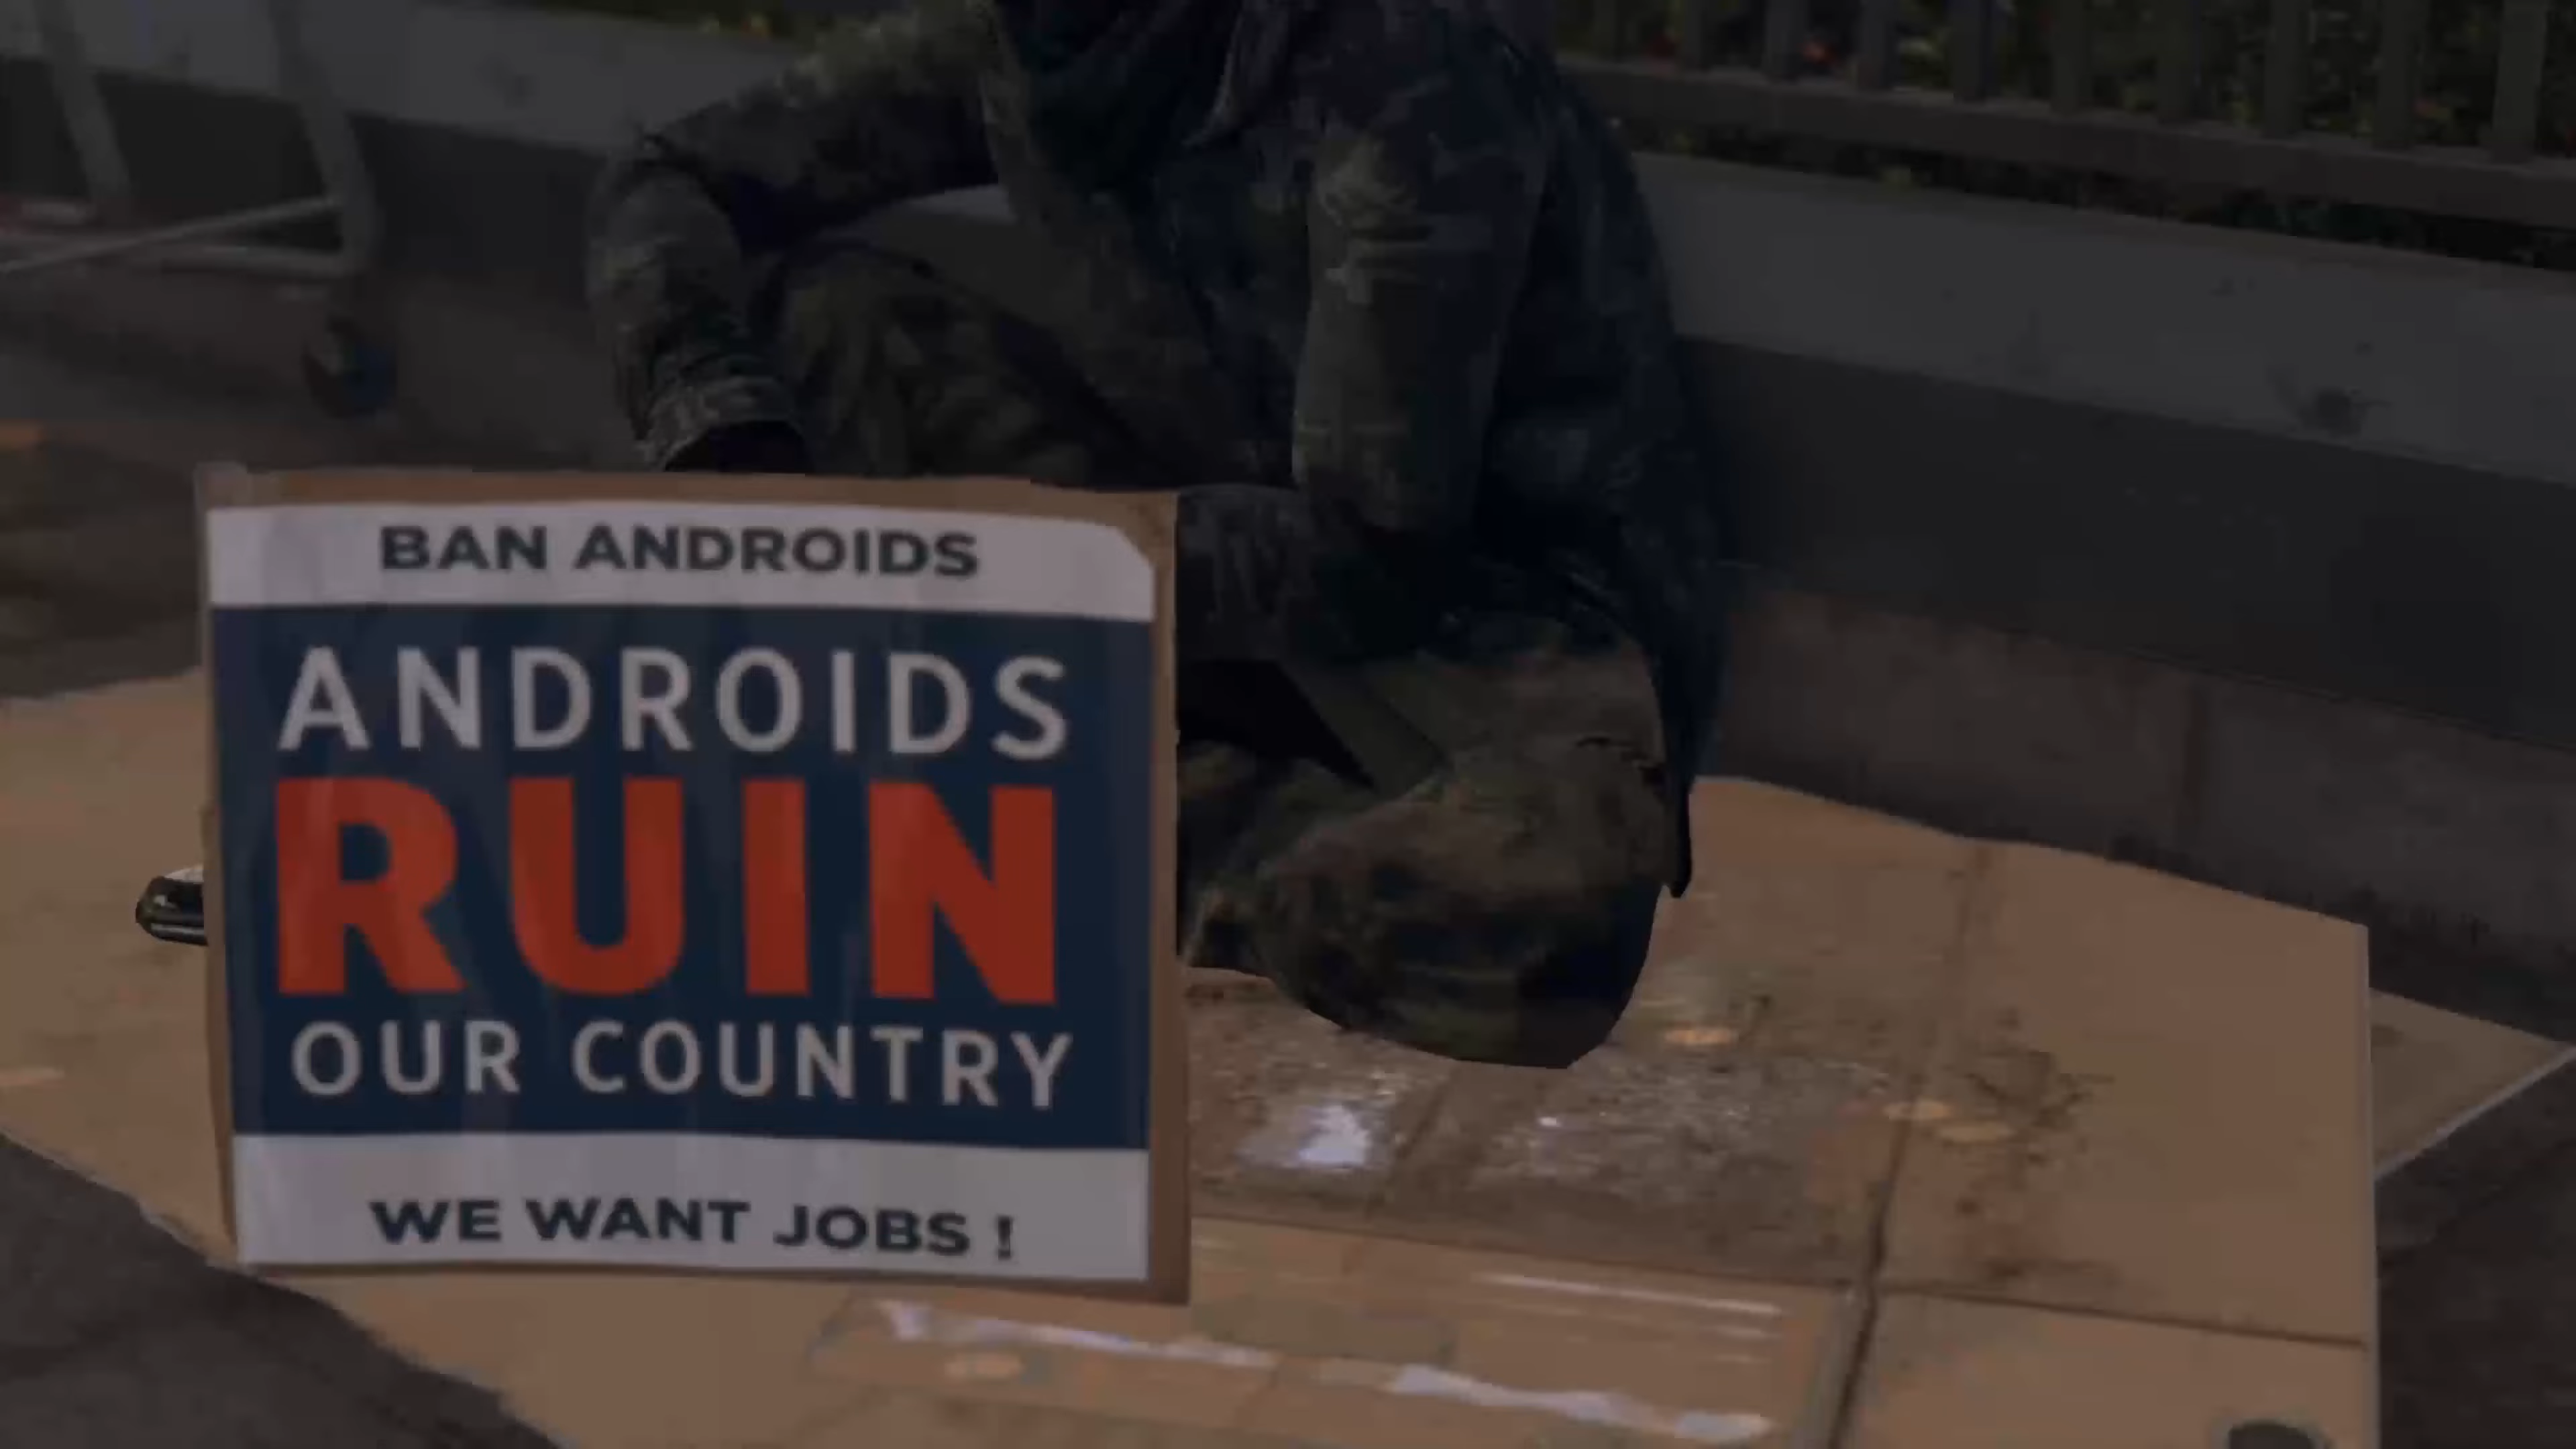 BAN ANDROIDS
ANDROIDS
RUIN
OUR COUNTRY
WE WANT JOBS !